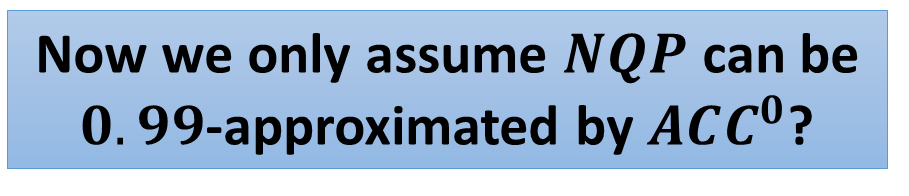 Now we only assume NQP can be
0.99-approximated by ACC⁰?